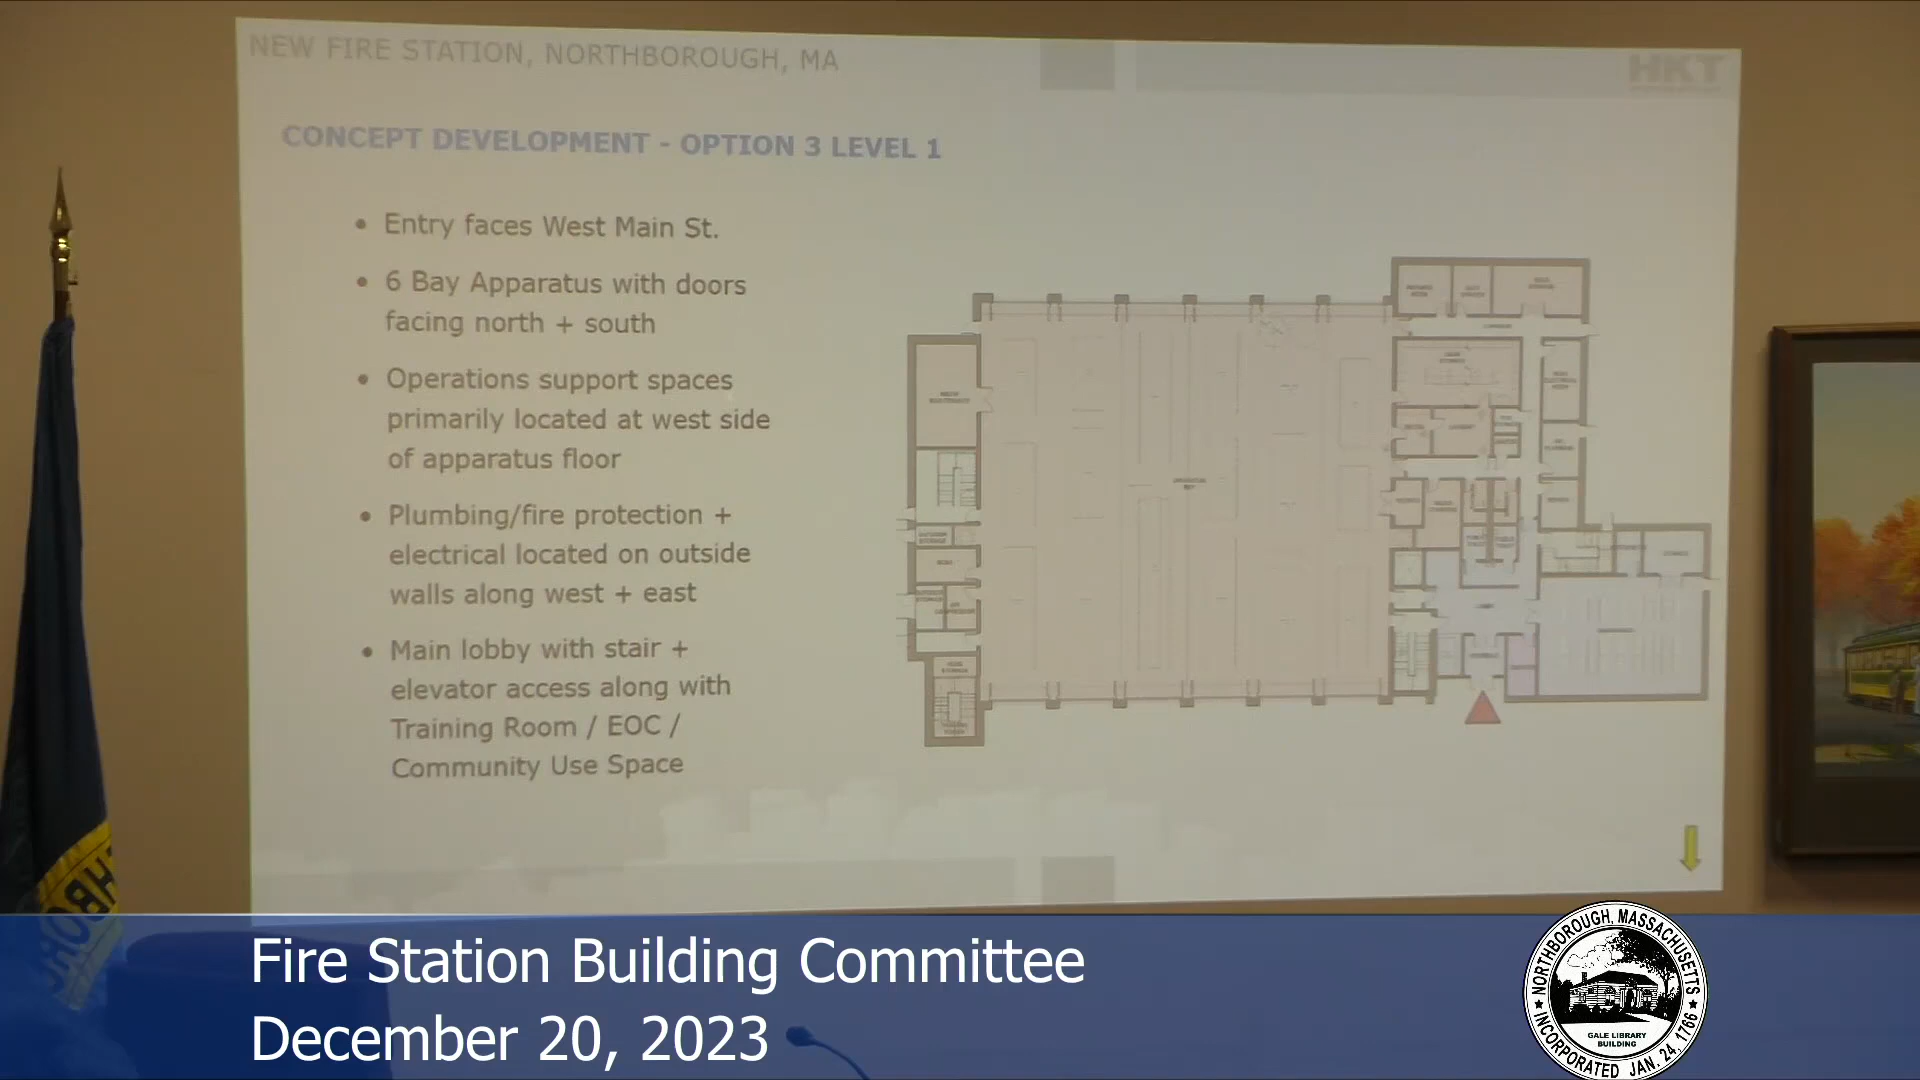 NEW FIRE STATION, NORTHBOROUGH, MA
HKT
CONCEPT DEVELOPMENT - OPTION 3 LEVEL 1
• Entry faces West Main St.
• 6 Bay Apparatus with doors
facing north + south
• Operations support spaces
primarily located at west side
of apparatus floor
• Plumbing/fire protection +
electrical located on outside
walls along west + east
• Main lobby with stair +
elevator access along with
Training Room / EOC /
Community Use Space
Fire Station Building Committee
December 20, 2023
NORTHBOROUGH, MASSACHUSETTS
GALE LIBRARY
BUILDING
INCORPORATED JAN. 24, 1766